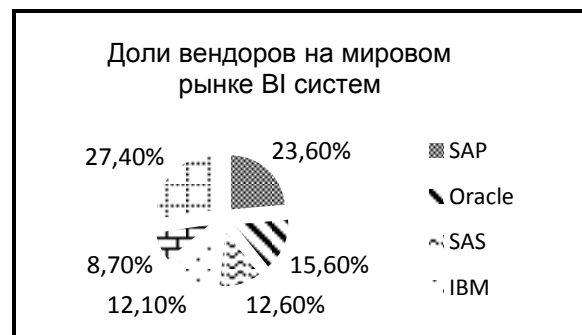 Доли вендоров на мировом
рынке BI систем
27,40%
23,60%
8,70%
15,60%
12,10%
12,60%
SAP
Oracle
SAS
IBM